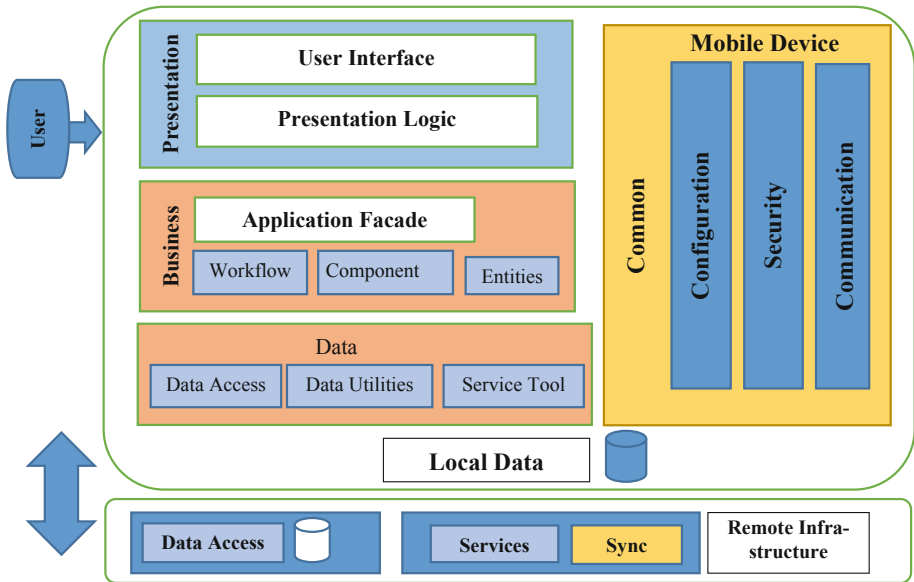 User
Presentation
User Interface
Presentation Logic
Business
Application Facade
Workflow
Component
Entities
Data
Data Access
Data Utilities
Service Tool
Mobile Device
Common
Configuration
Security
Communication
Local Data
Data Access
Services
Sync
Remote Infra-
structure